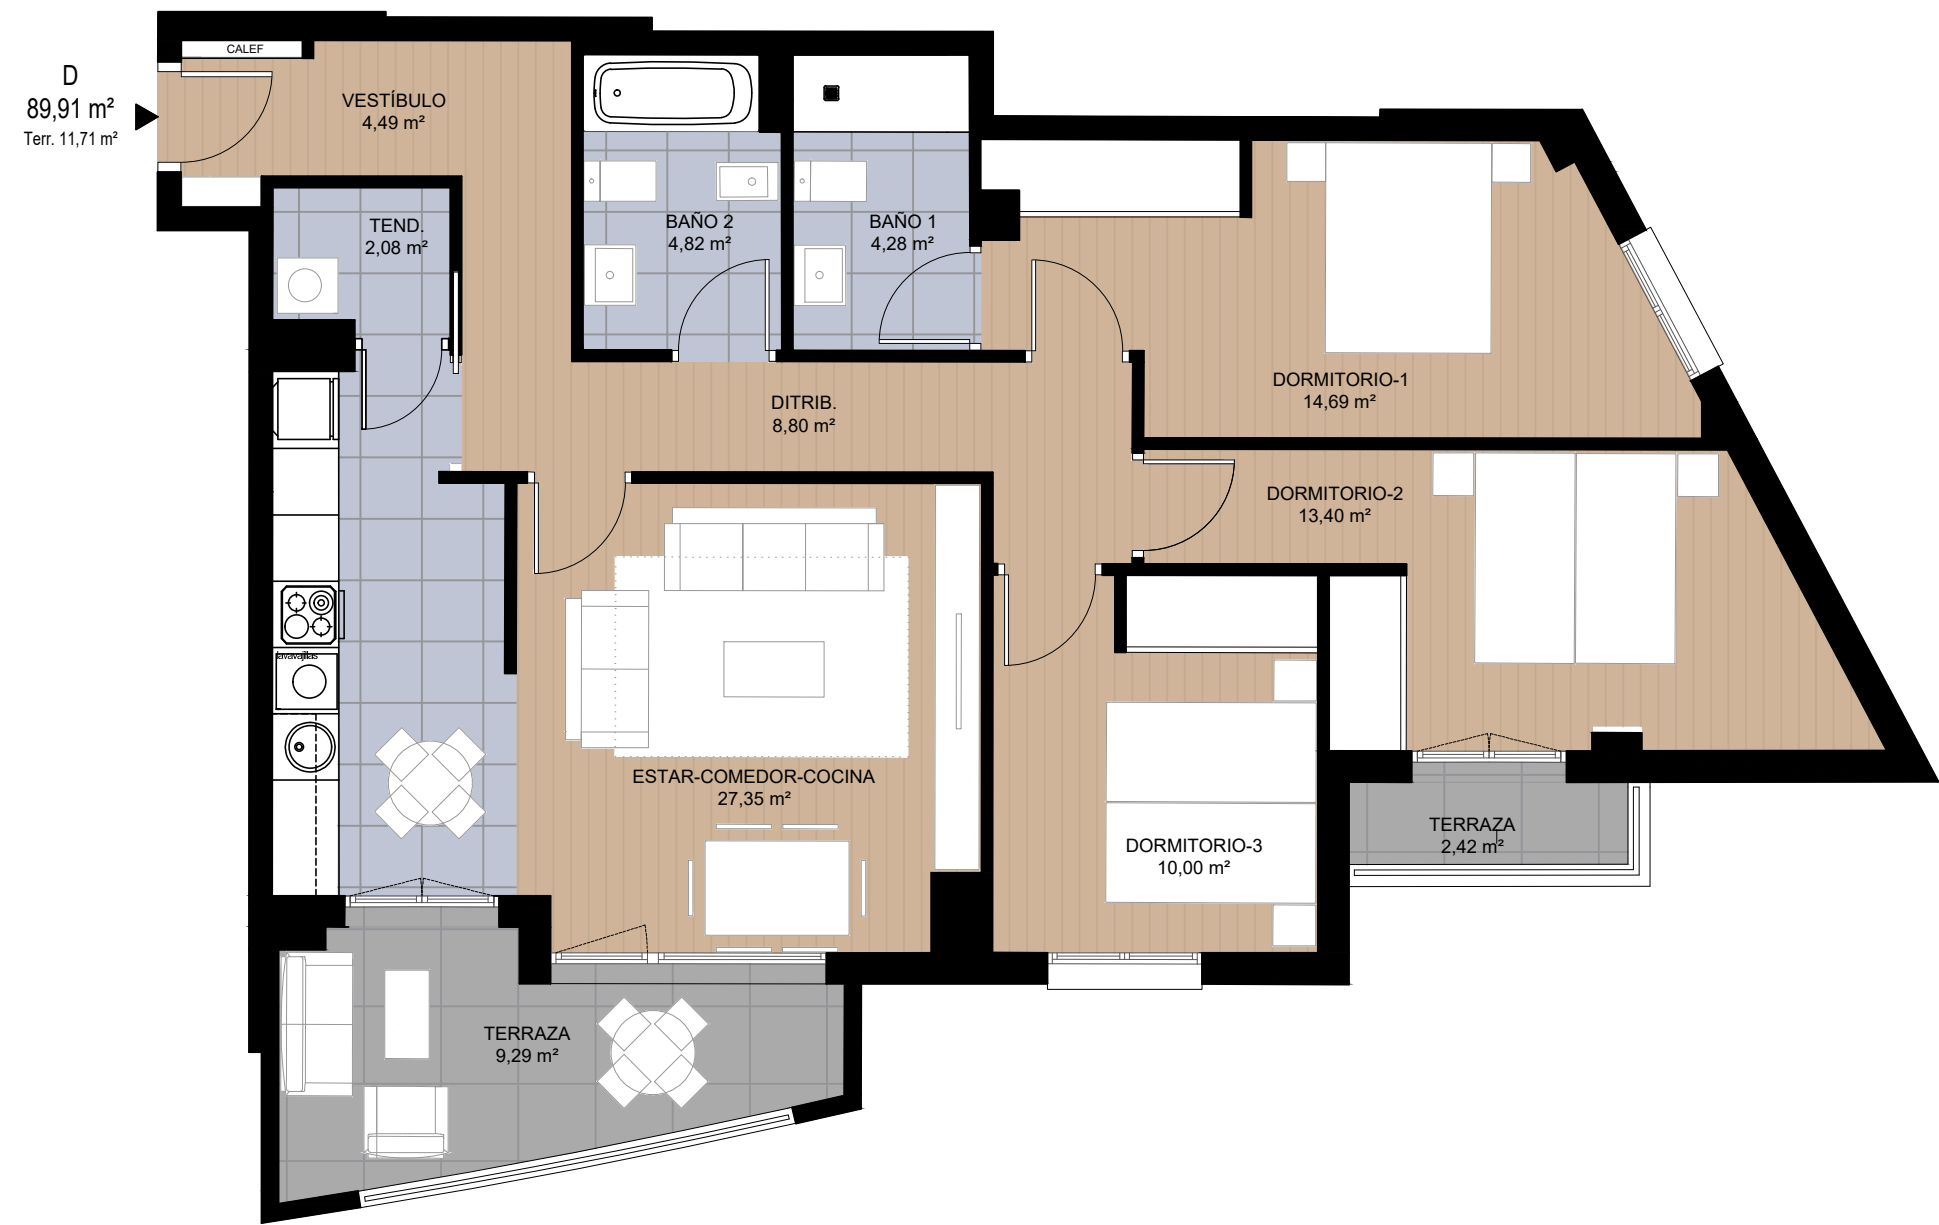 D
89,91 m²
Terr. 11,71 m²
CALEF
VESTÍBULO
4,49 m²
TEND.
2,08 m²
BAÑO 2
4,82 m²
BAÑO 1
4,28 m²
DORMITORIO-1
14,69 m²
DITRIB.
8,80 m²
DORMITORIO-2
13,40 m²
lavavajillas
ESTAR-COMEDOR-COCINA
27,35 m²
DORMITORIO-3
10,00 m²
TERRAZA
2,42 m²
TERRAZA
9,29 m²